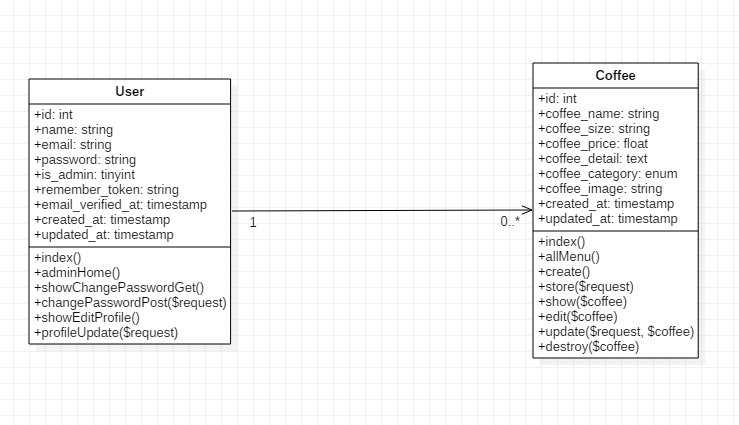 User
+id: int
+name: string
+email: string
+password: string
+is_admin: tinyint
+remember_token: string
+email_verified_at: timestamp
+created_at: timestamp
+updated_at: timestamp
+index()
+adminHome()
+showChangePasswordGet()
+changePasswordPost($request)
+showEditProfile()
+profileUpdate($request)
1
0..*
Coffee
+id: int
+coffee_name: string
+coffee_size: string
+coffee_price: float
+coffee_detail: text
+coffee_category: enum
+coffee_image: string
+created_at: timestamp
+updated_at: timestamp
+index()
+allMenu()
+create()
+store($request)
+show($coffee)
+edit($coffee)
+update($request, $coffee)
+destroy($coffee)